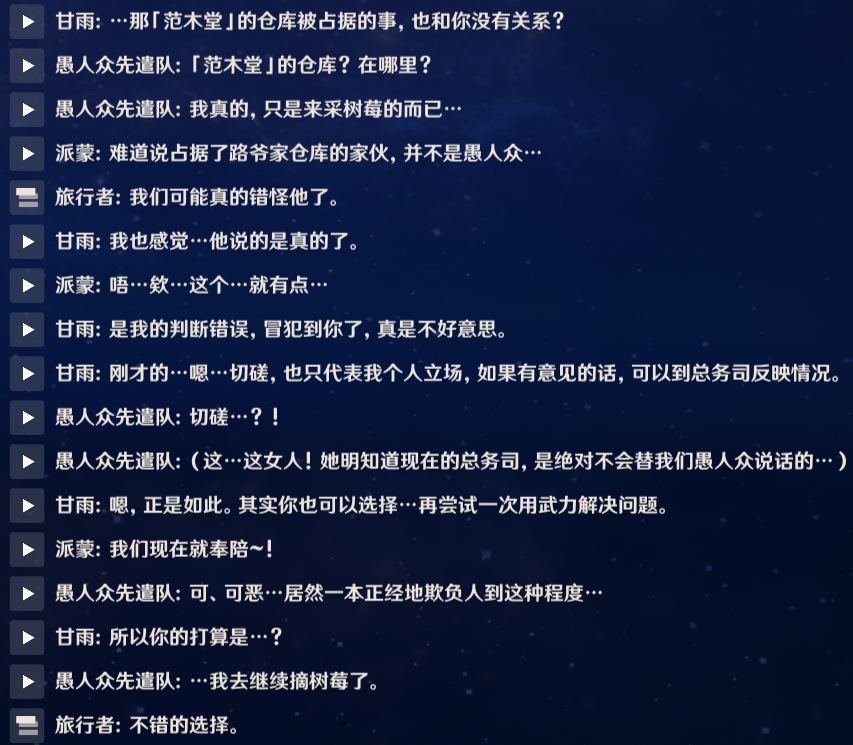 甘雨: …那「范木堂」的仓库被占据的事, 也和你没有关系?
愚人众先遣队: 「范木堂」的仓库? 在哪里?
愚人众先遣队: 我真的, 只是来采树莓的而已…
派蒙: 难道说占据了路爷家仓库的家伙, 并不是愚人众…
旅行者: 我们可能真的错怪他了。
甘雨: 我也感觉…他说的是真的了。
派蒙: 唔…欸…这个…就有点…
甘雨: 是我的判断错误, 冒犯到你了, 真是不好意思。
甘雨: 刚才的…嗯…切磋, 也只代表我个人立场, 如果有意见的话, 可以到总务司反映情况。
愚人众先遣队: 切磋…? !
愚人众先遣队: (这…这女人! 她明知道现在的总务司, 是绝对不会替我们愚人众说话的…)
甘雨: 嗯, 正是如此。其实你也可以选择…再尝试一次用武力解决问题。
派蒙: 我们现在就奉陪~!
愚人众先遣队: 可、可恶…居然一本正经地欺负人到这种程度…
甘雨: 所以你的打算是…?
愚人众先遣队: …我去继续摘树莓了。
旅行者: 不错的选择。